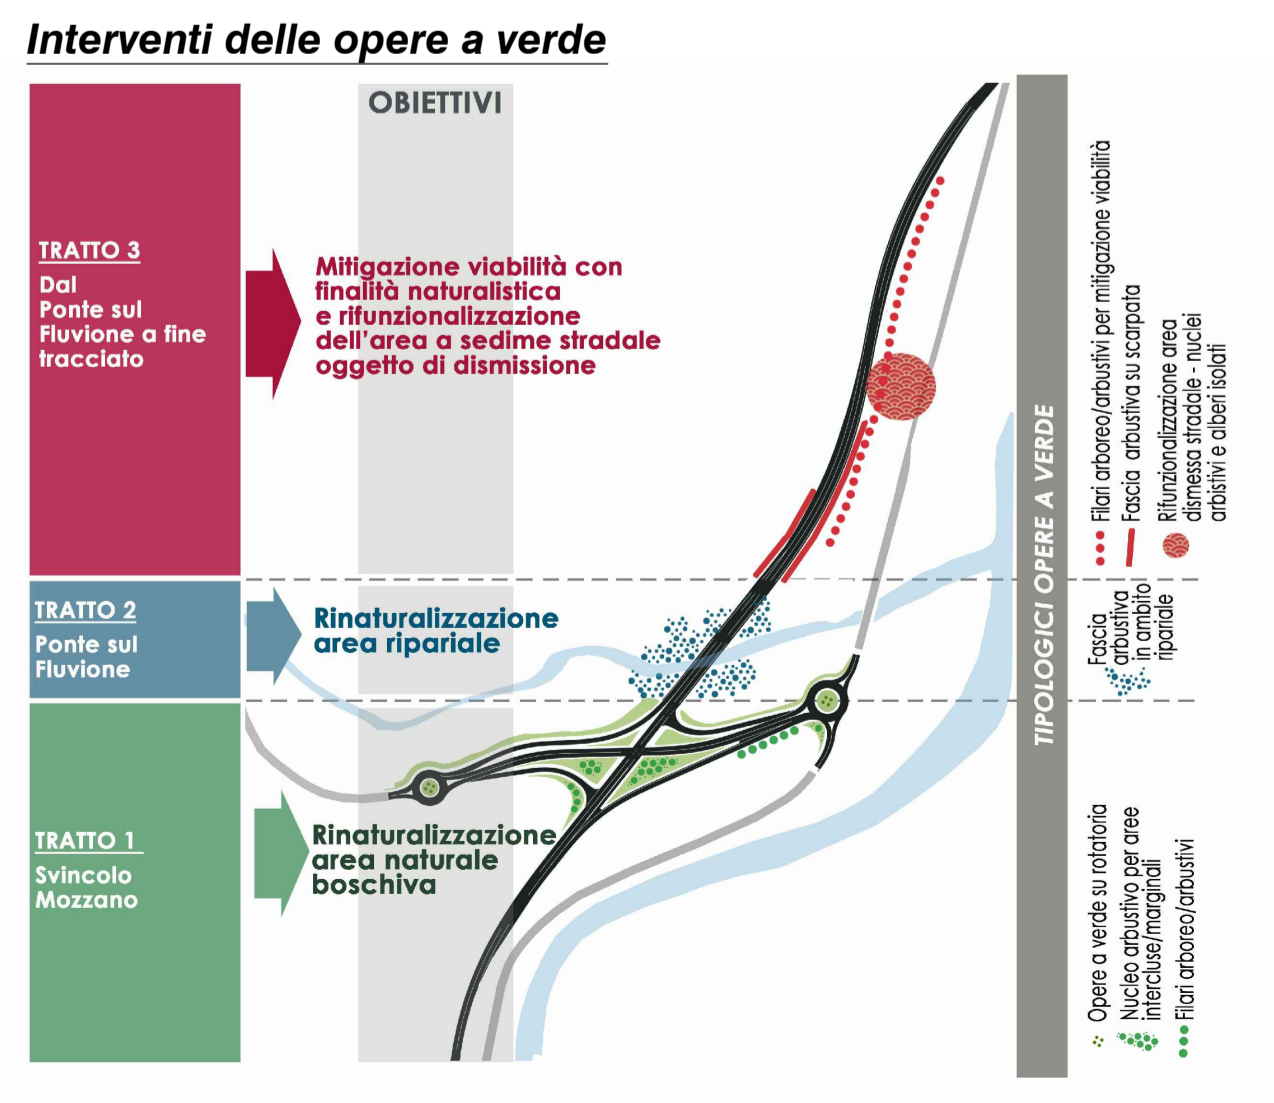 Interventi delle opere a verde
OBIETTIVI
TRATTO 3
Dal
Ponte sul
Fluvione a fine
tracciato
Mitigazione viabilità con
finalità naturalistica
e rifunzionalizzazione
dell'area a sedime stradale
oggetto di dismissione
TRATTO 2
Ponte sul
Fluvione
Rinaturalizzazione
area ripariale
TRATTO 1
Svincolo
Mozzano
Rinaturalizzazione
area naturale
boschiva
TIPOLOGICI OPERE A VERDE
Filari arboreo/arbustivi per mitigazione viabilità
Fascia arbustiva su scarpata
Rifunzionalizzazione area
dismessa stradale - nuclei
arbistivi e alberi isolati
Fascia
arbustiva
in ambito
ripariale
Opere a verde su rotatoria
Nucleo arbustivo per aree
intercluse/marginali
Filari arboreo/arbustivi